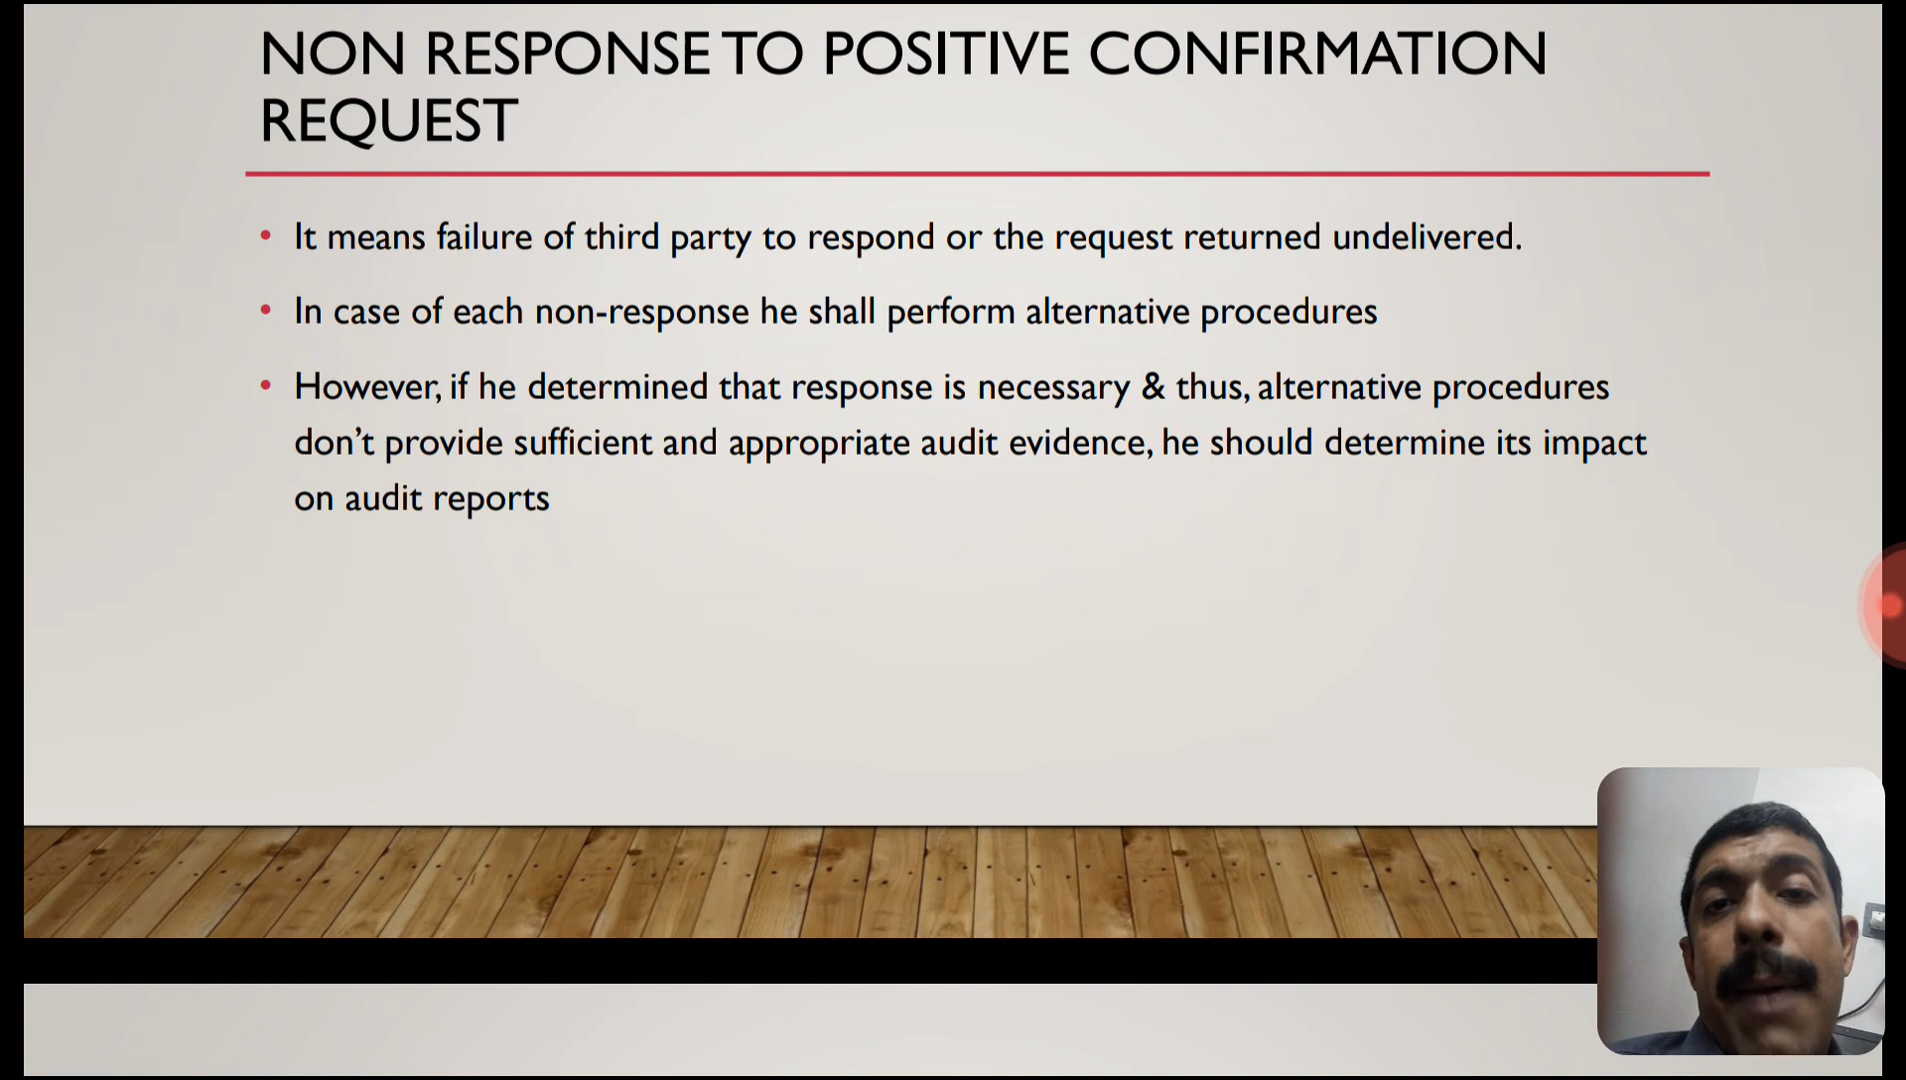 NON RESPONSE TO POSITIVE CONFIRMATION
REQUEST
• It means failure of third party to respond or the request returned undelivered.
• In case of each non-response he shall perform alternative procedures
• However, if he determined that response is necessary & thus, alternative procedures
don’t provide sufficient and appropriate audit evidence, he should determine its impact
on audit reports